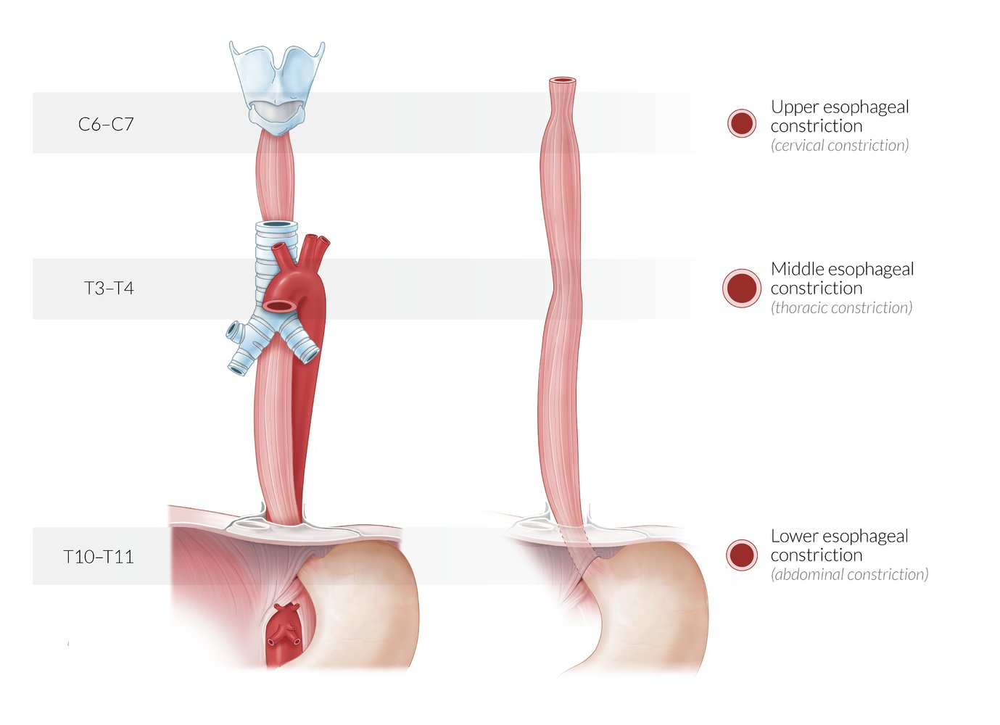 C6–C7
Upper esophageal
constriction
(cervical constriction)
T3–T4
Middle esophageal
constriction
(thoracic constriction)
T10–T11
Lower esophageal
constriction
(abdominal constriction)